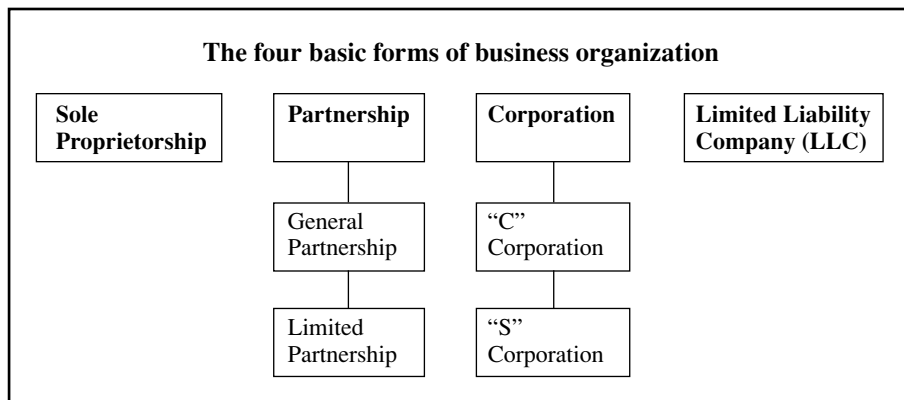 The four basic forms of business organization
Sole
Proprietorship
Partnership
Corporation
Limited Liability
Company (LLC)
General
Partnership
“C”
Corporation
Limited
Partnership
“S”
Corporation